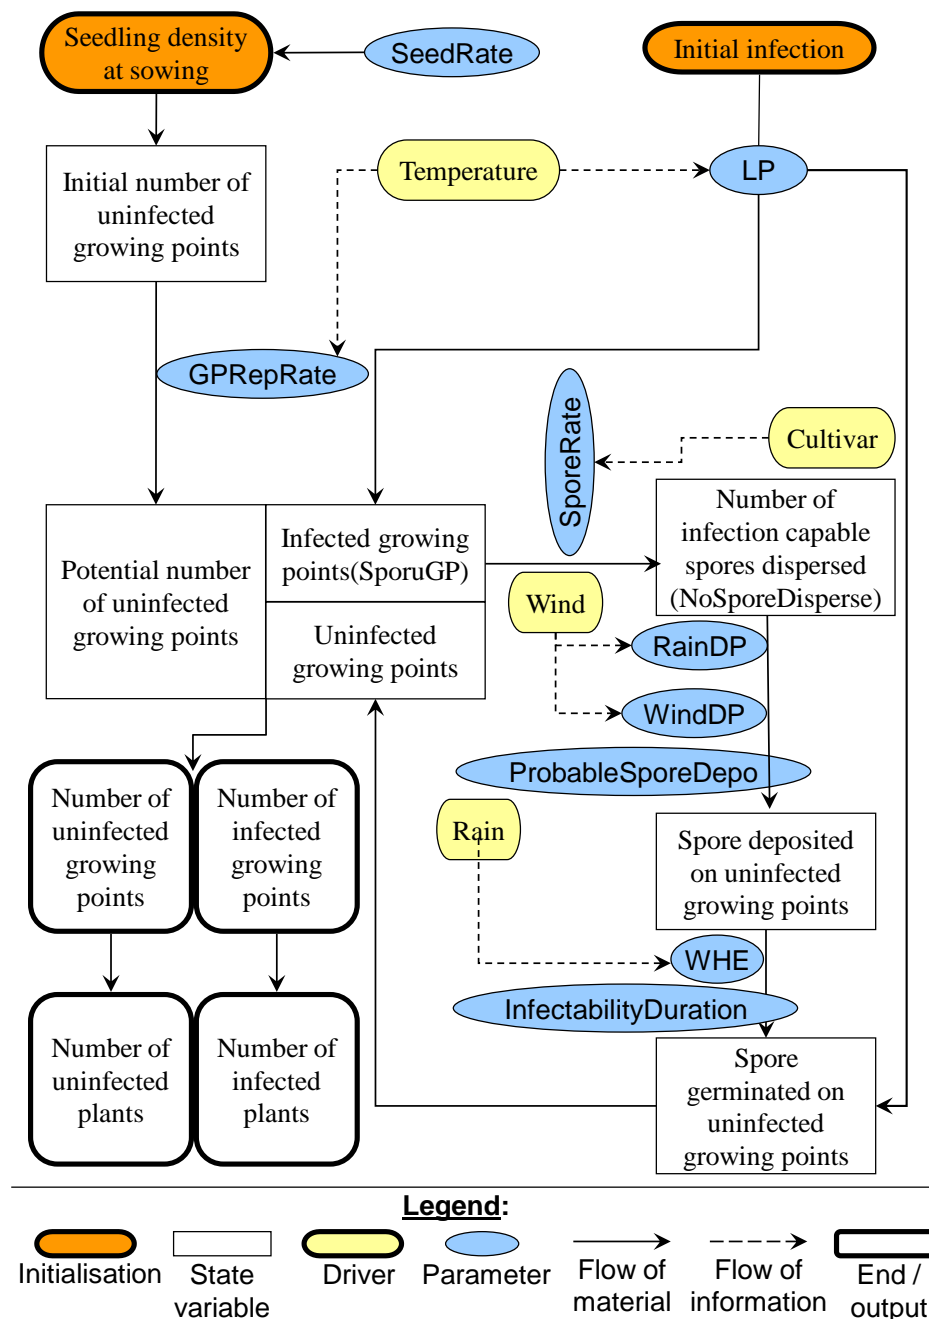 Seedling density
at sowing
SeedRate
Initial infection
Initial number of
uninfected
growing points
Temperature
LP
GPRepRate
SporeRate
Cultivar
Potential number
of uninfected
growing points
Infected growing
points(SporuGP)
Uninfected
growing points
Number of
infection capable
spores dispersed
(NoSporeDisperse)
Wind
RainDP
WindDP
ProbableSporeDepo
Number of
uninfected
growing
points
Number of
infected
growing
points
Rain
Spore deposited
on uninfected
growing points
WHE
InfectabilityDuration
Number of
uninfected
plants
Number of
infected
plants
Spore
germinated on
uninfected
growing points
Legend:
Initialisation
State
variable
Driver
Parameter
Flow of
material
Flow of
information
End /
output